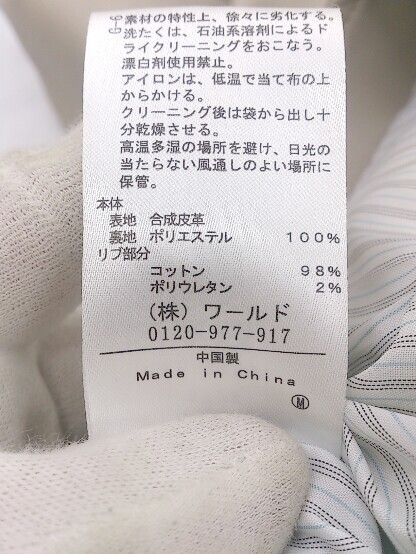 素材の特性上、徐々に劣化する。
洗たくは、石油系溶剤によるド
ライクリーニングをおこなう。
漂白剤使用禁止。
アイロンは、低温で当て布の上
からかける。
クリーニング後は袋から出し十
分乾燥させる。
高温多湿の場所を避け、日光の
当たらない風通しのよい場所に
保管。
本体
表地 合成皮革
裏地 ポリエステル 100%
リブ部分
コットン 98%
ポリウレタン 2%
(株) ワールド
0120-977-917
中国製
Made in China
M